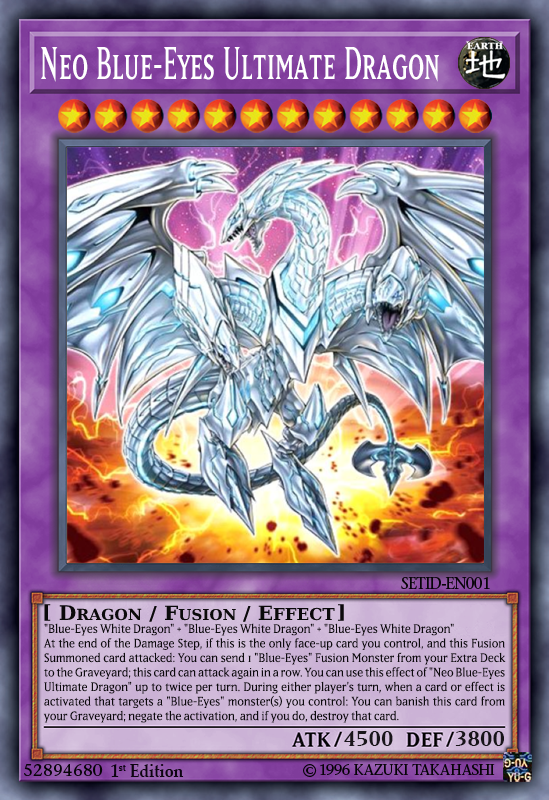 Neo Blue-Eyes Ultimate Dragon
EARTH
地
SETID-EN001
[ Dragon / Fusion / Effect ]
"Blue-Eyes White Dragon" + "Blue-Eyes White Dragon" + "Blue-Eyes White Dragon"
At the end of the Damage Step, if this is the only face-up card you control, and this Fusion
Summoned card attacked: You can send 1 "Blue-Eyes" Fusion Monster from your Extra Deck
to the Graveyard; this card can attack again in a row. You can use this effect of "Neo Blue-Eyes
Ultimate Dragon" up to twice per turn. During either player's turn, when a card or effect is
activated that targets a "Blue-Eyes" monster(s) you control: You can banish this card from
your Graveyard; negate the activation, and if you do, destroy that card.
ATK/4500 DEF/3800
52894680 1st Edition
© 1996 KAZUKI TAKAHASHI
YU-G
YU-G